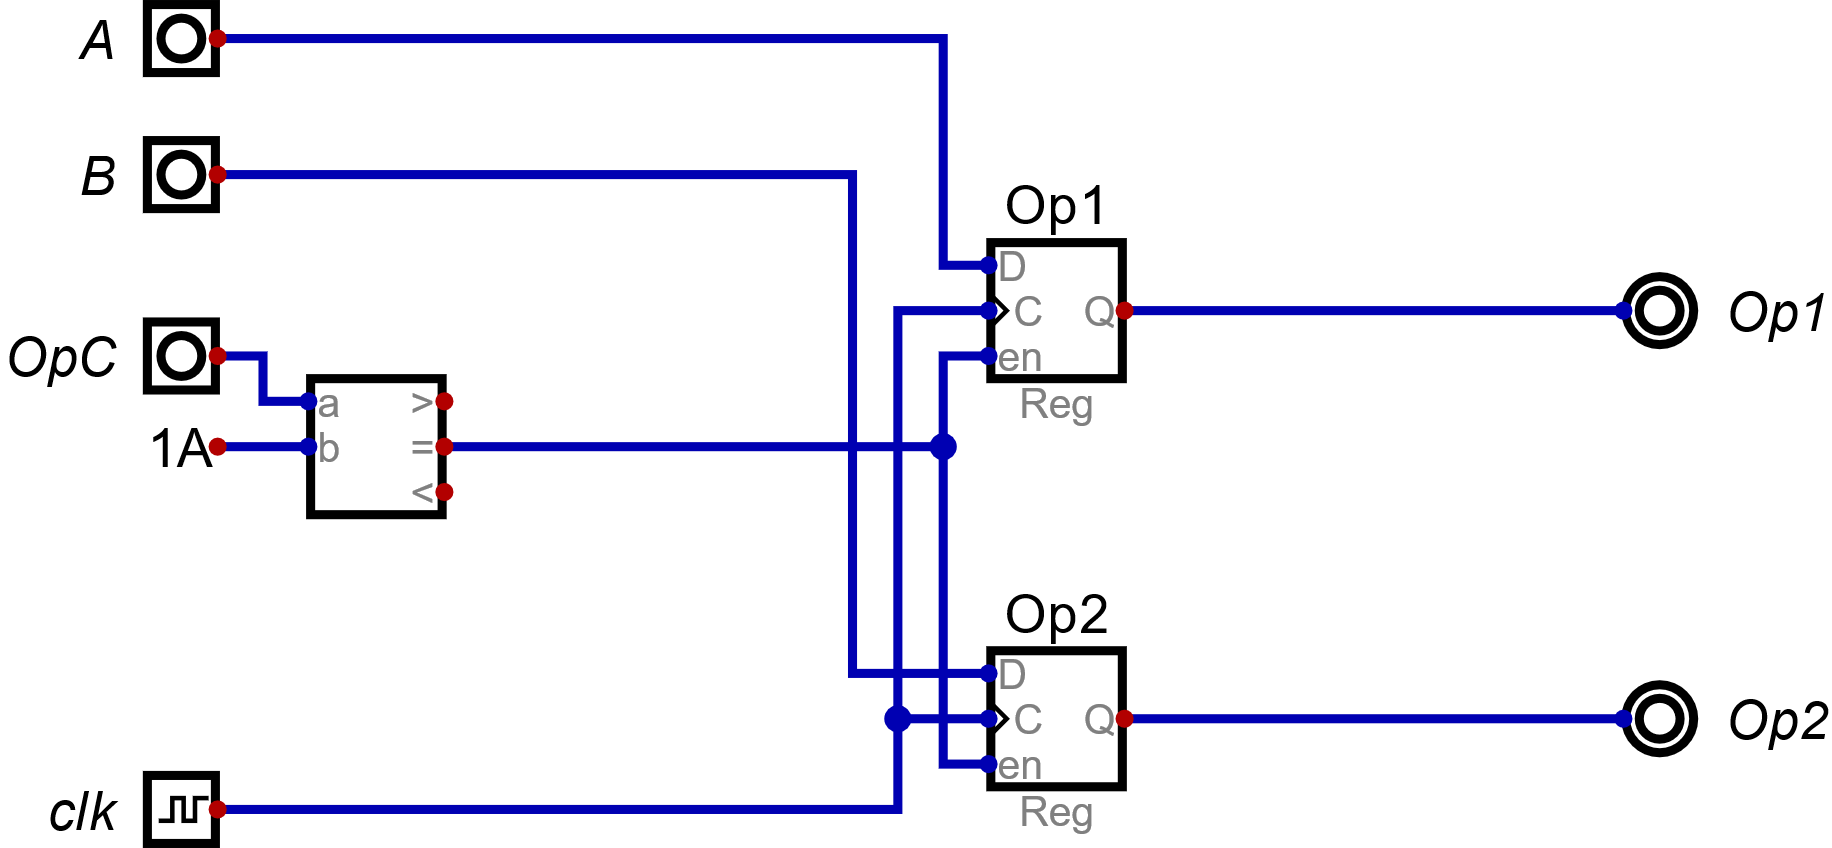 A
B
Op1
D
C
Q
en
Reg
Op1
OpC
a
>
1A
b
=
<
Op2
D
C
Q
en
Reg
Op2
clk